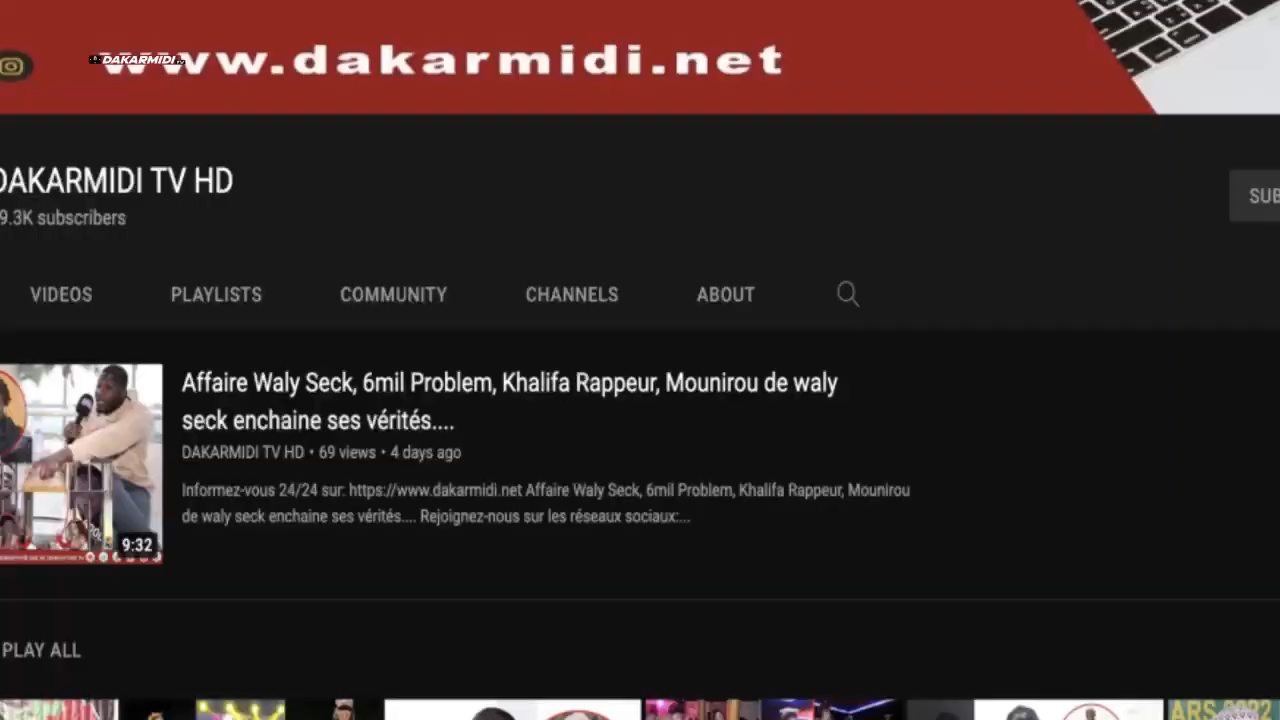 DAKARMIDI
www.dakarmidi.net
DAKARMIDI TV HD
9.3K subscribers
SUB
VIDEOS
PLAYLISTS
COMMUNITY
CHANNELS
ABOUT
Affaire Waly Seck, 6mil Problem, Khalifa Rappeur, Mounirou de waly
seck enchaine ses vérités....
DAKARMIDI TV HD • 69 views • 4 days ago
Informez-vous 24/24 sur: https://www.dakarmidi.net Affaire Waly Seck, 6mil Problem, Khalifa Rappeur, Mounirou
de waly seck enchaine ses vérités.... Rejoignez-nous sur les réseaux sociaux:...
9:32
PLAY ALL